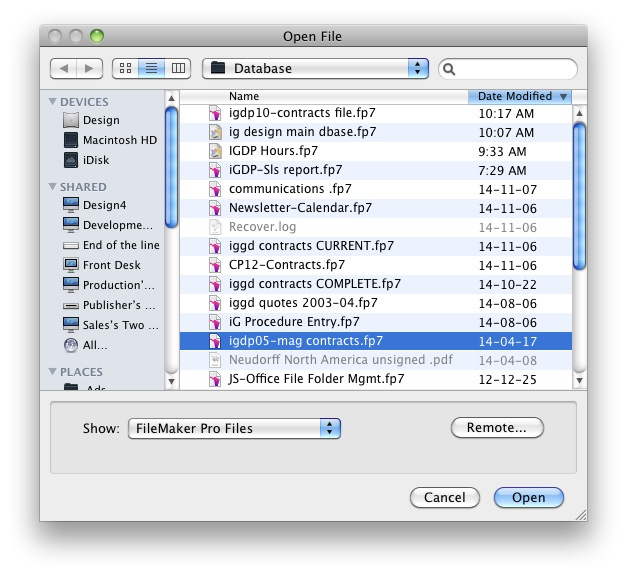 Open File
Database
DEVICES
Design
Macintosh HD
iDisk
SHARED
Design4
Developme...
End of the line
Front Desk
Production'...
Publisher's ...
Sales's Two ...
All...
PLACES
Ads
Name Date Modified
igdp10-contracts file.fp7 10:17 AM
ig design main dbase.fp7 10:07 AM
IGDP Hours.fp7 9:33 AM
iGDP-Sls report.fp7 7:29 AM
communications .fp7 14-11-07
Newsletter-Calendar.fp7 14-11-06
Recover.log 14-11-06
iggd contracts CURRENT.fp7 14-11-06
CP12-Contracts.fp7 14-11-06
iggd contracts COMPLETE.fp7 14-10-22
iggd quotes 2003-04.fp7 14-08-06
iG Procedure Entry.fp7 14-08-06
igdp05-mag contracts.fp7 14-04-17
Neudorff North America unsigned .pdf 14-04-08
JS-Office File Folder Mgmt.fp7 12-12-25
Show: FileMaker Pro Files Remote...
Cancel Open